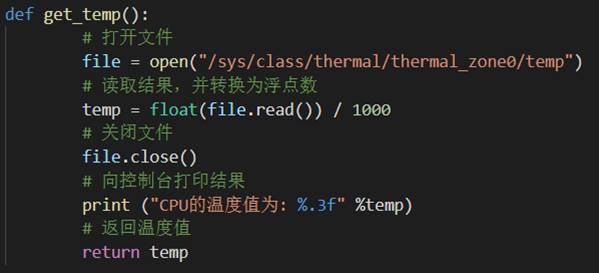 def get_temp():
# 打开文件
file = open("/sys/class/thermal/thermal_zone0/temp")
# 读取结果，并转换为浮点数
temp = float(file.read()) / 1000
# 关闭文件
file.close()
# 向控制台打印结果
print ("CPU的温度值为: %.3f" %temp)
# 返回温度值
return temp